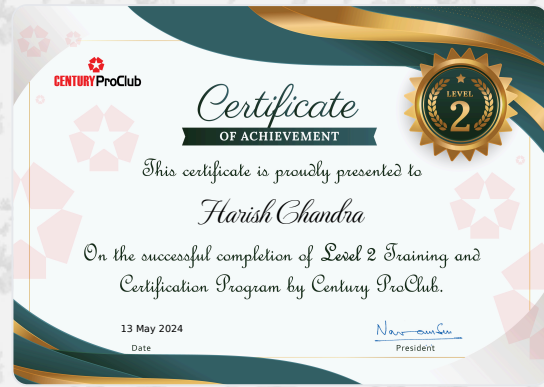 CENTURY ProClub
LEVEL
2
Certificate
OF ACHIEVEMENT
This certificate is proudly presented to
Harish Chandra
On the successful completion of Level 2 Training and
Certification Program by Century ProClub.
13 May 2024
Date
President